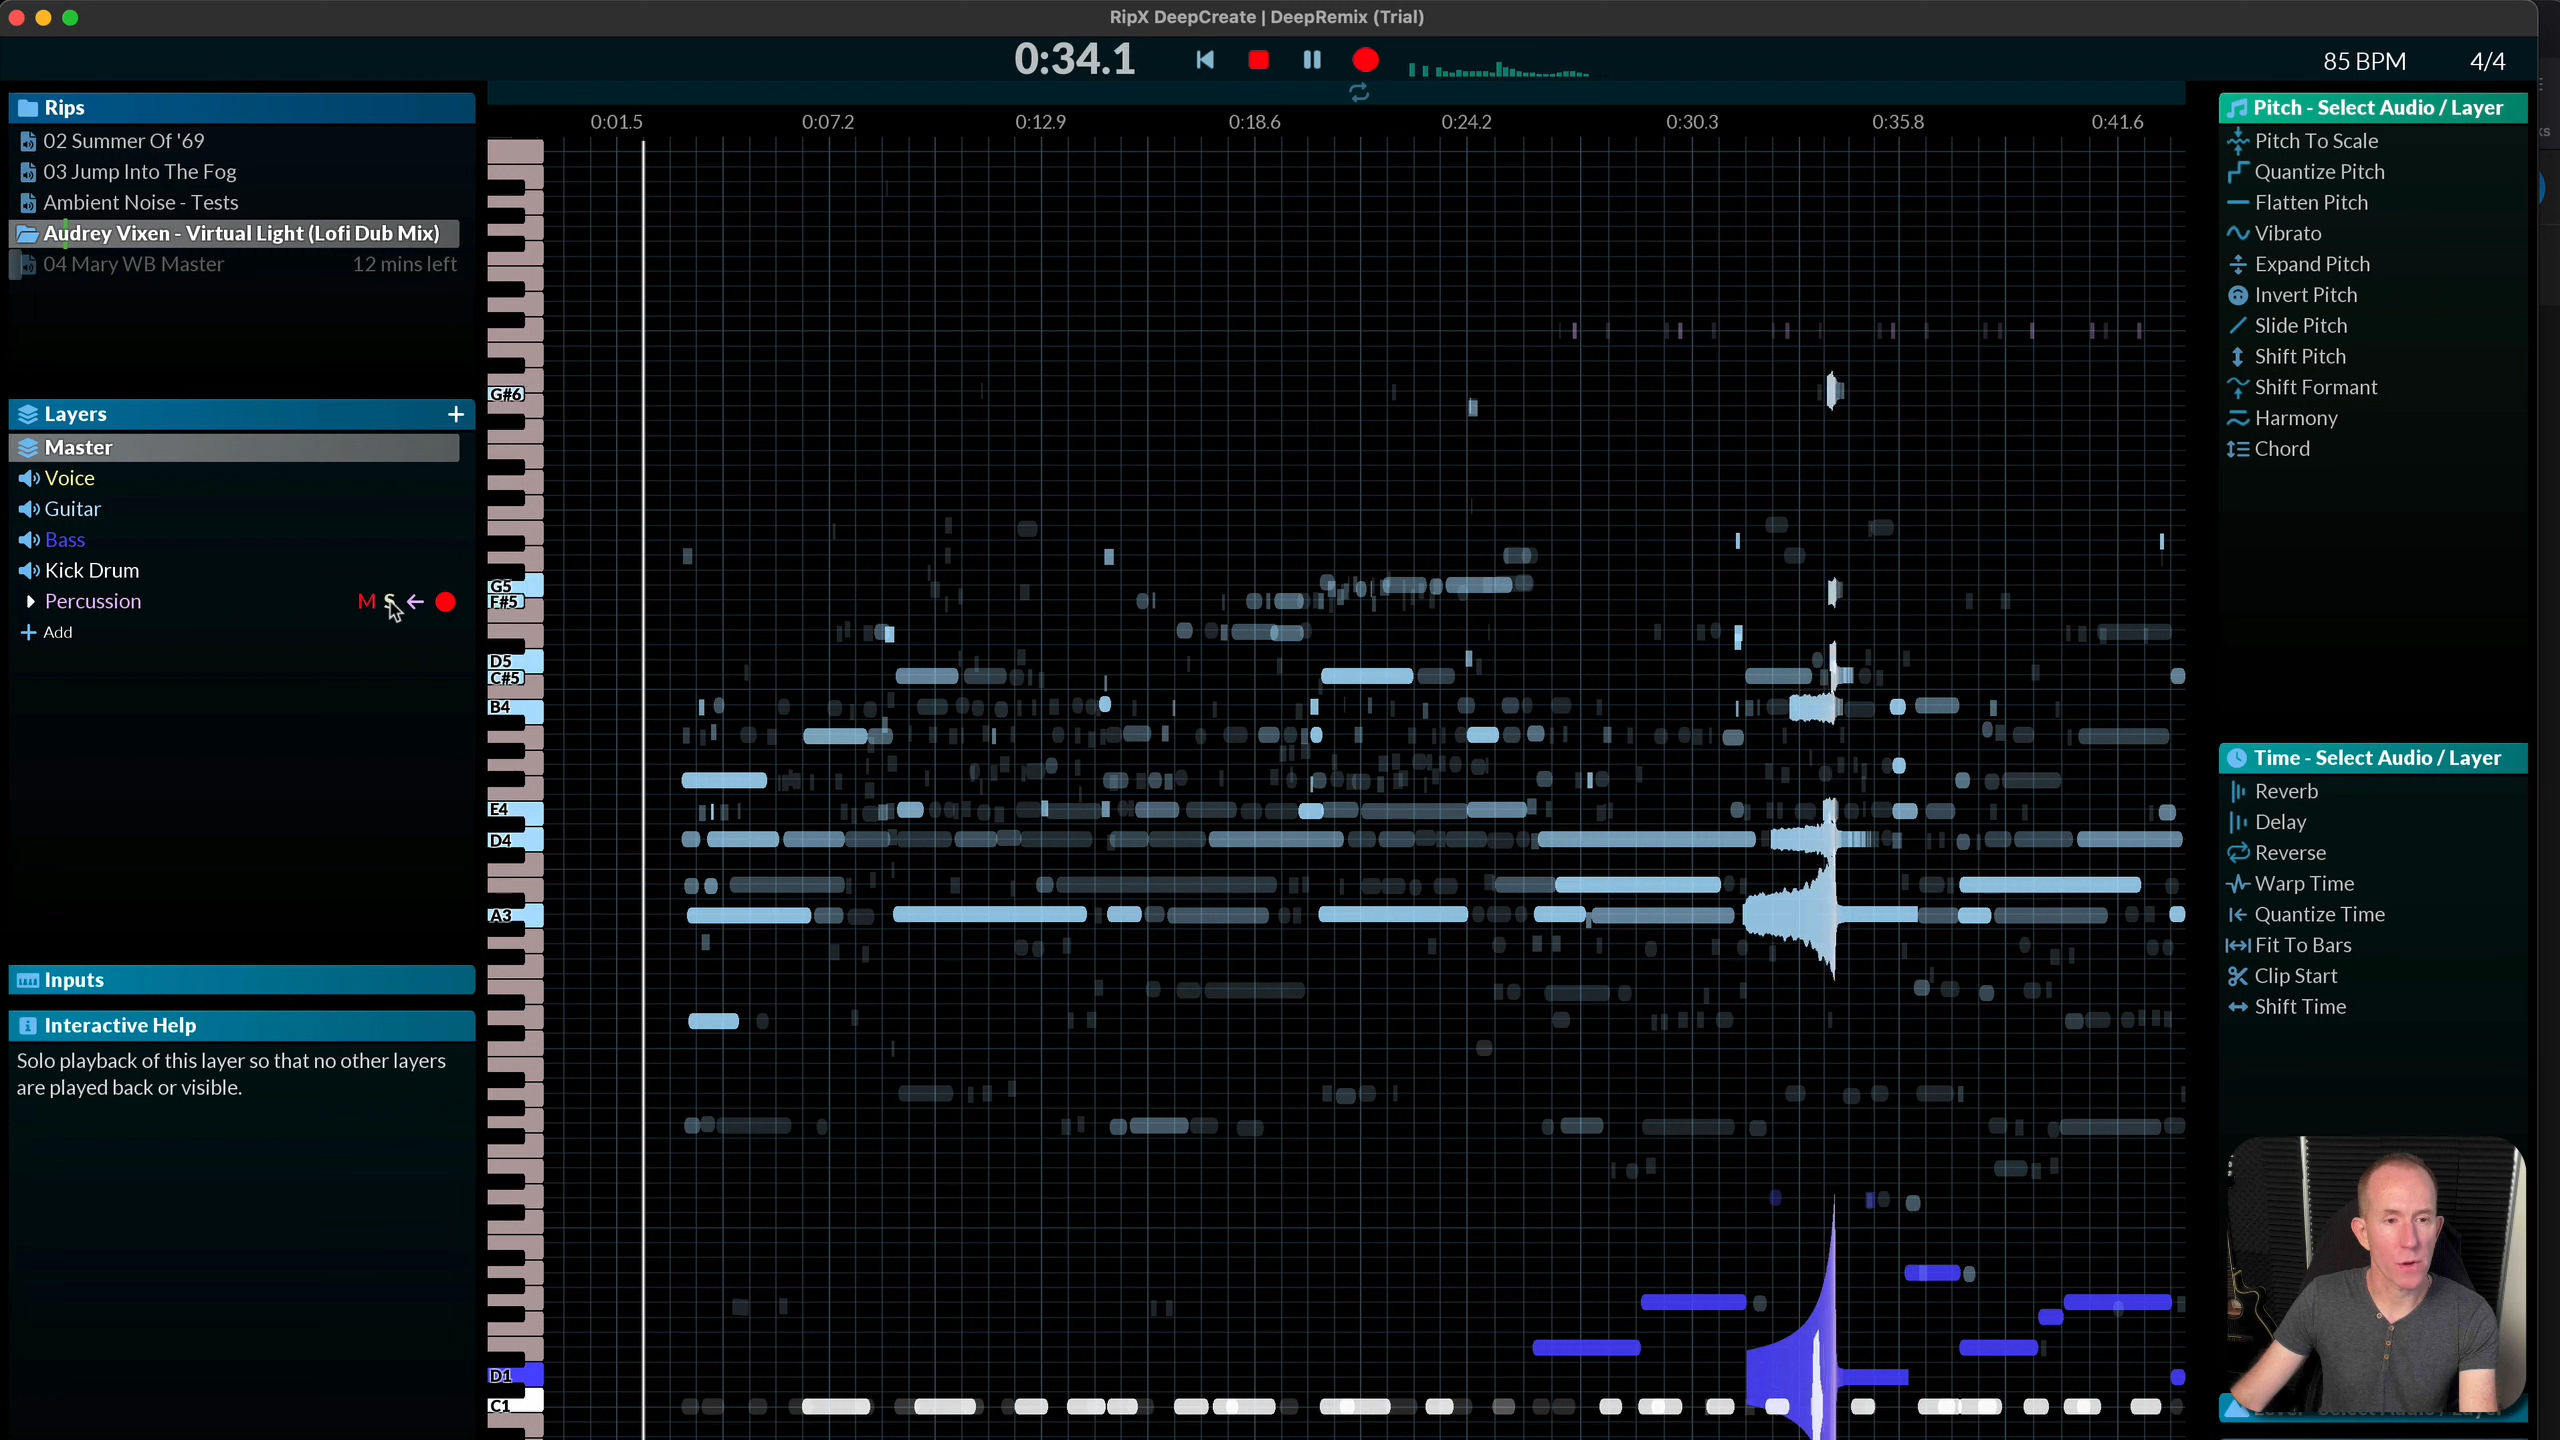 RipX DeepCreate | DeepRemix (Trial)
0:34.1
85 BPM
4/4
Rips
02 Summer Of '69
03 Jump Into The Fog
Ambient Noise - Tests
Audrey Vixen - Virtual Light (Lofi Dub Mix)
04 Mary WB Master
12 mins left
Layers
Master
Voice
Guitar
Bass
Kick Drum
Percussion
M S
Add
Inputs
Interactive Help
Solo playback of this layer so that no other layers
are played back or visible.
0:01.5
0:07.2
0:12.9
0:18.6
0:24.2
0:30.3
0:35.8
0:41.6
G#6
G5
F#5
D5
C#5
B4
E4
D4
A3
D1
C1
Pitch - Select Audio / Layer
Pitch To Scale
Quantize Pitch
Flatten Pitch
Vibrato
Expand Pitch
Invert Pitch
Slide Pitch
Shift Pitch
Shift Formant
Harmony
Chord
Time - Select Audio / Layer
Reverb
Delay
Reverse
Warp Time
Quantize Time
Fit To Bars
Clip Start
Shift Time